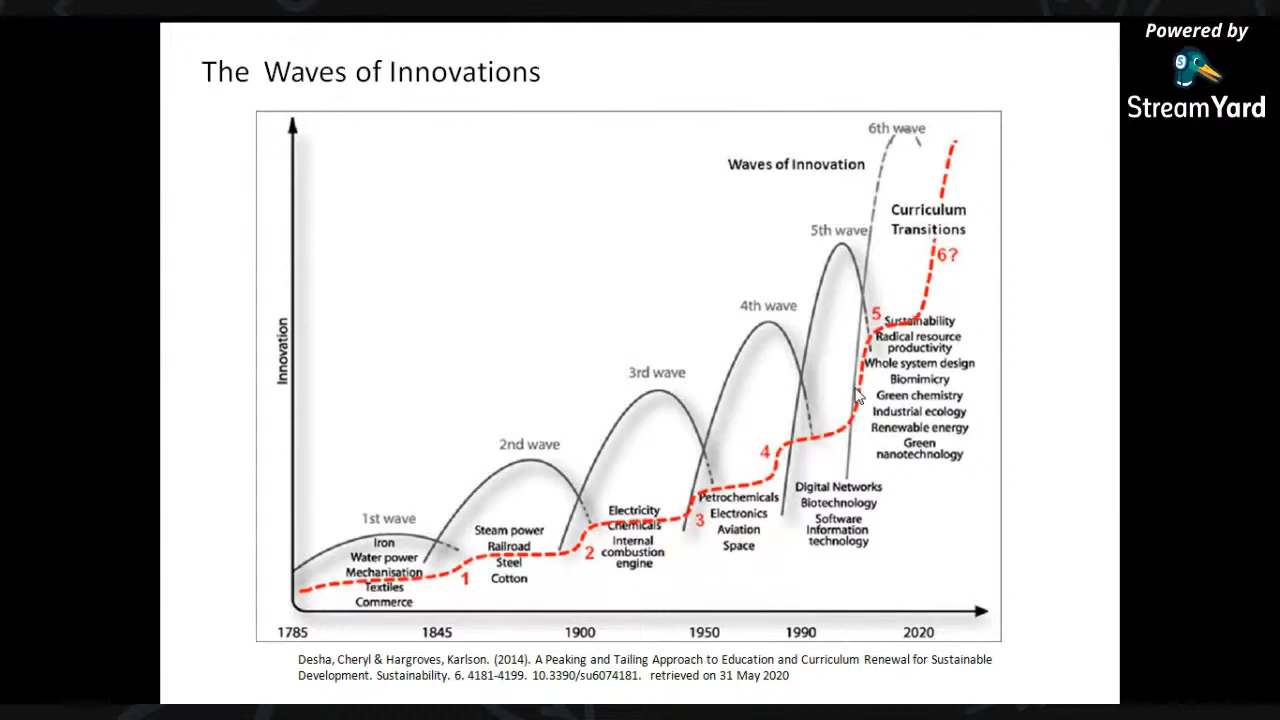 Powered by
StreamYard
The Waves of Innovations
6th wave
Waves of Innovation
Curriculum
Transitions
5th wave
6?
4th wave
5
Sustainability
Radical resource
productivity
Whole system design
Biomimicry
Green chemistry
Industrial ecology
Renewable energy
Green
nanotechnology
3rd wave
2nd wave
4
Innovation
Digital Networks
Biotechnology
Software
Information
technology
Petrochemicals
Electronics
Aviation
Space
3
Electricity
Chemicals
Internal
combustion
engine
2
1st wave
Steam power
Railroad
Steel
Cotton
1
Iron
Water power
Mechanisation
Textiles
Commerce
1785
1845
1900
1950
1990
2020
Desha, Cheryl & Hargroves, Karlson. (2014). A Peaking and Tailing Approach to Education and Curriculum Renewal for Sustainable
Development. Sustainability. 6. 4181-4199. 10.3390/su6074181. retrieved on 31 May 2020